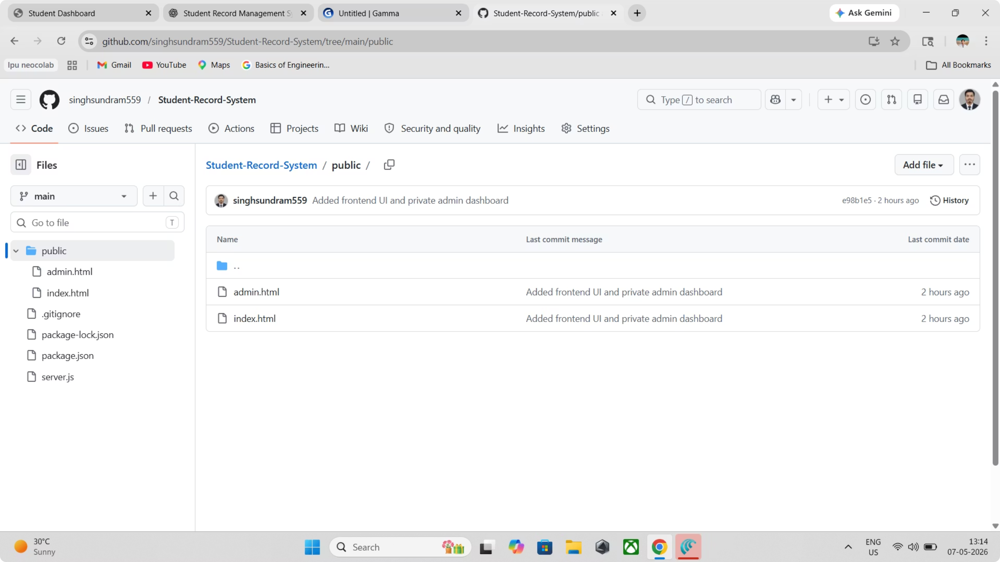 Student Dashboard
Student Record Management S
Untitled | Gamma
Student-Record-System/public
Ask Gemini
github.com/singhsundram559/Student-Record-System/tree/main/public
lpu neocolab
Gmail
YouTube
Maps
Basics of Engineerin...
All Bookmarks
singhsundram559 / Student-Record-System
Type / to search
Code
Issues
Pull requests
Actions
Projects
Wiki
Security and quality
Insights
Settings
Files
main
Go to file
T
public
admin.html
index.html
.gitignore
package-lock.json
package.json
server.js
Student-Record-System / public /
Add file
singhsundram559 Added frontend UI and private admin dashboard
e98b1e5 · 2 hours ago
History
Name Last commit message Last commit date
..
admin.html Added frontend UI and private admin dashboard 2 hours ago
index.html Added frontend UI and private admin dashboard 2 hours ago
30°C
Sunny
Search
ENG
US
13:14
07-05-2026